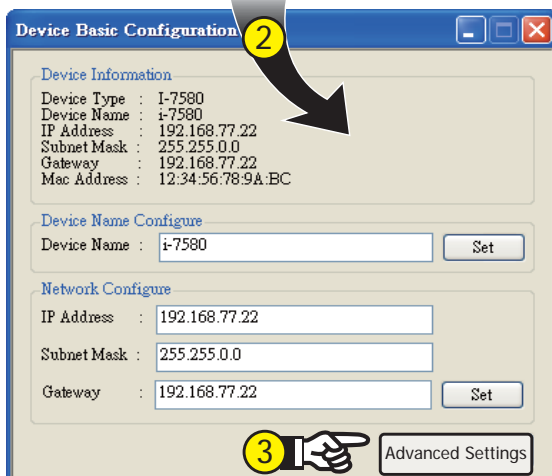 Device Basic Configuration
2
Device Information
Device Type : I-7580
Device Name : i-7580
IP Address : 192.168.77.22
Subnet Mask : 255.255.0.0
Gateway : 192.168.77.22
Mac Address : 12:34:56:78:9A:BC
Device Name Configure
Device Name : i-7580 Set
Network Configure
IP Address : 192.168.77.22
Subnet Mask : 255.255.0.0
Gateway : 192.168.77.22 Set
3 Advanced Settings